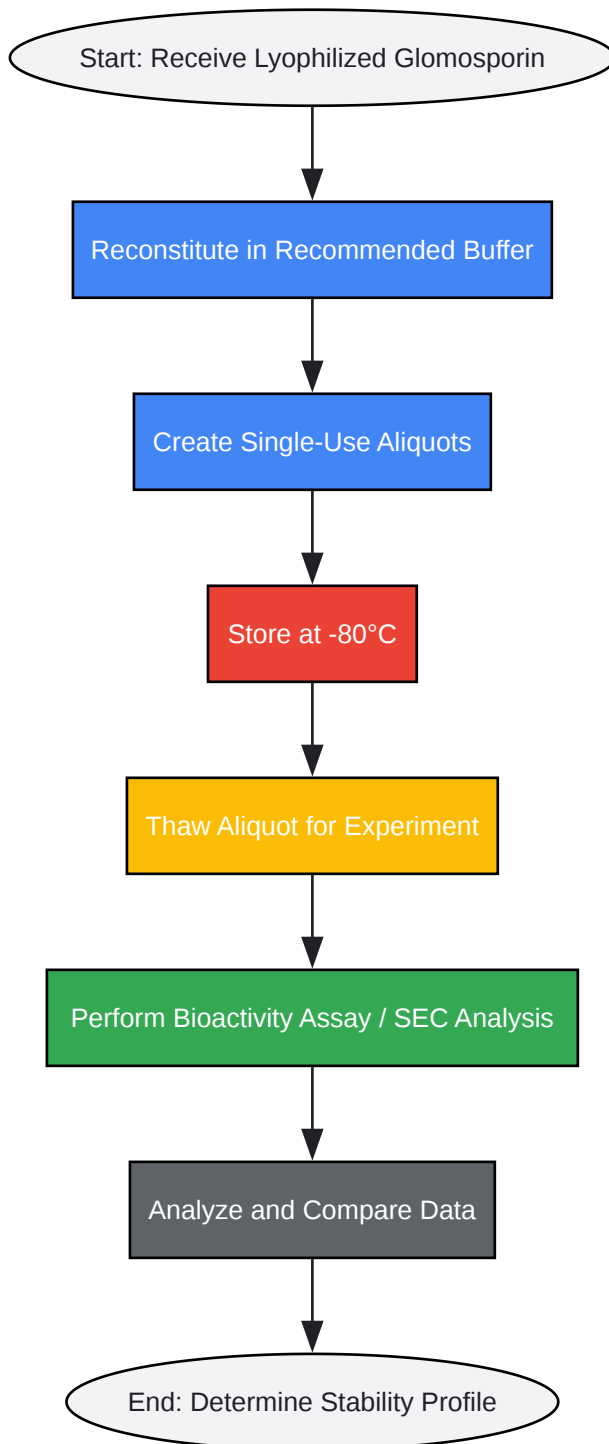 Start: Receive Lyophilized Glomosporin
Reconstitute in Recommended Buffer
Create Single-Use Aliquots
Store at -80°C
Thaw Aliquot for Experiment
Perform Bioactivity Assay / SEC Analysis
Analyze and Compare Data
End: Determine Stability Profile